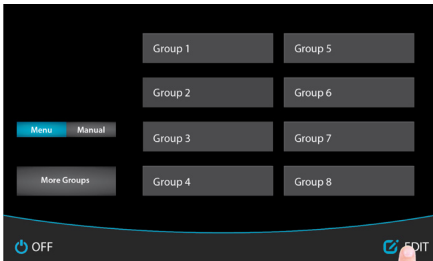 Group 1 Group 5
Group 2 Group 6
Menu Manual
Group 3 Group 7
More Groups
Group 4 Group 8
OFF
EDIT